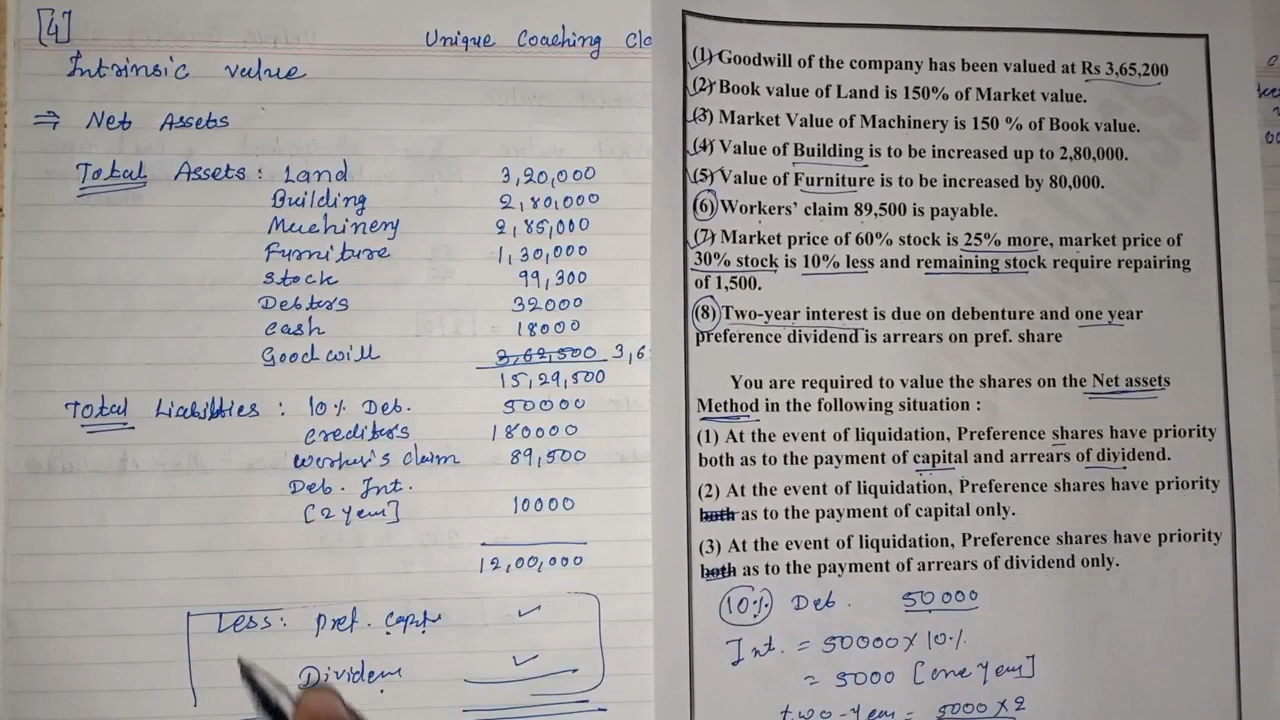 [4]
Unique Coaching Cla
Intrinsic value
⇒ Net Assets
Total Assets : Land 3,20,000
Building 2,80,000
Machinery 2,85,000
Furniture 1,30,000
Stock 99,300
Debtors 32000
Cash 18000
Goodwill 3,62,500 3,6
15,29,500
Total Liabilities : 10% Deb. 50000
Creditors 180000
Worker's claim 89,500
Deb. Int.
[2 year] 10000
12,00,000
Less : Pref. Capt ✓
Dividend ✓
(1) Goodwill of the company has been valued at Rs 3,65,200
(2) Book value of Land is 150% of Market value.
(3) Market Value of Machinery is 150 % of Book value.
(4) Value of Building is to be increased up to 2,80,000.
(5) Value of Furniture is to be increased by 80,000.
(6) Workers' claim 89,500 is payable.
(7) Market price of 60% stock is 25% more, market price of
30% stock is 10% less and remaining stock require repairing
of 1,500.
(8) Two-year interest is due on debenture and one year
preference dividend is arrears on pref. share
You are required to value the shares on the Net assets
Method in the following situation :
(1) At the event of liquidation, Preference shares have priority
both as to the payment of capital and arrears of dividend.
(2) At the event of liquidation, Preference shares have priority
both as to the payment of capital only.
(3) At the event of liquidation, Preference shares have priority
both as to the payment of arrears of dividend only.
10% Deb. 50000
Int. = 50000 x 10%
= 5000 [one year]
two-year = 5000 x 2